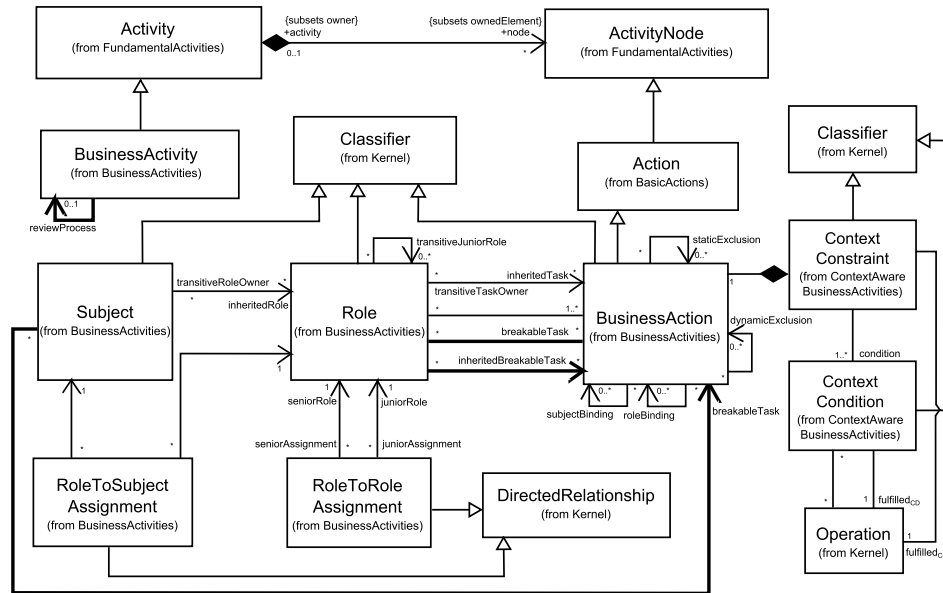 Activity
(from FundamentalActivities)
{subsets owner}
+activity
0..1
{subsets ownedElement}
+node
*
ActivityNode
(from FundamentalActivities)
BusinessActivity
(from BusinessActivities)
0..1
reviewProcess
Classifier
(from Kernel)
Action
(from BasicActions)
Classifier
(from Kernel)
Subject
(from BusinessActivities)
*
transitiveRoleOwner
*
*
inheritedRole
Role
(from BusinessActivities)
*
transitiveJuniorRole
0..*
*
inheritedTask
*
transitiveTaskOwner
*
1..*
*
breakableTask
*
inheritedBreakableTask
*
BusinessAction
(from BusinessActivities)
*
staticExclusion
0..*
1
dynamicExclusion
0..*
*
0..*
*
subjectBinding
0..*
*
roleBinding
breakableTask
Context
Constraint
(from ContextAware
BusinessActivities)
1..*
condition
Context
Condition
(from ContextAware
BusinessActivities)
*
*
1
fulfilledCD
Operation
(from Kernel)
1
fulfilledC
1
*
1
*
RoleToSubject
Assignment
(from BusinessActivities)
1
seniorRole
1
juniorRole
seniorAssignment
*
*
juniorAssignment
RoleToRole
Assignment
(from BusinessActivities)
DirectedRelationship
(from Kernel)